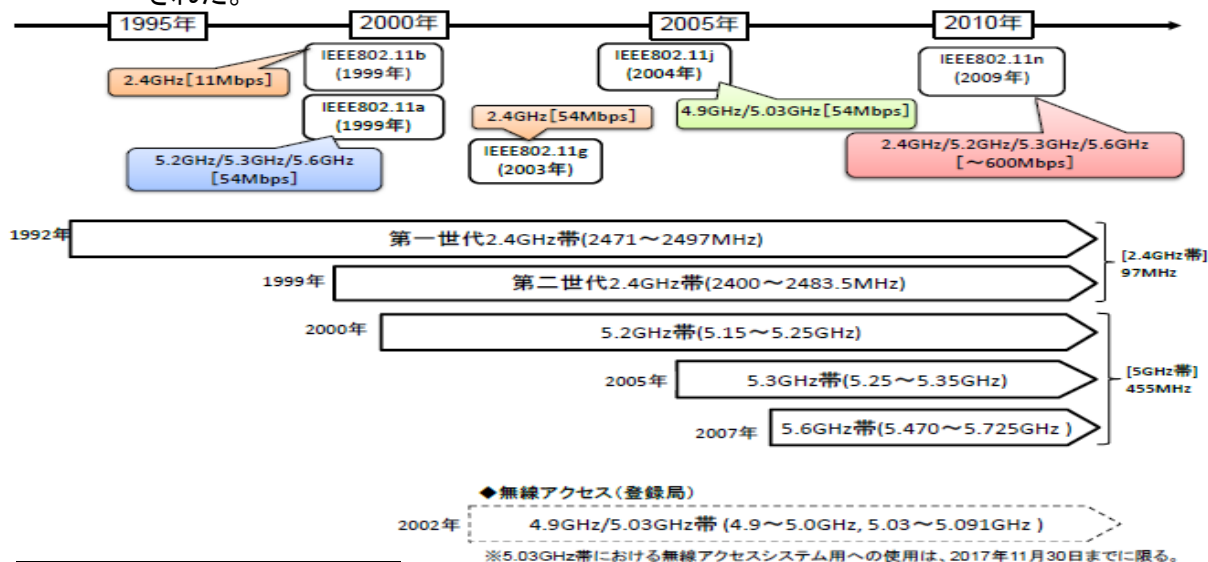 された。
1995年
2000年
2005年
2010年
IEEE802.11b
(1999年)
2.4GHz[11Mbps]
IEEE802.11a
(1999年)
5.2GHz/5.3GHz/5.6GHz
[54Mbps]
2.4GHz[54Mbps]
IEEE802.11g
(2003年)
IEEE802.11j
(2004年)
4.9GHz/5.03GHz[54Mbps]
IEEE802.11n
(2009年)
2.4GHz/5.2GHz/5.3GHz/5.6GHz
[~600Mbps]
1992年
第一世代2.4GHz帯(2471~2497MHz)
1999年
第二世代2.4GHz帯(2400~2483.5MHz)
[2.4GHz帯]
97MHz
2000年
5.2GHz帯(5.15~5.25GHz)
2005年
5.3GHz帯(5.25~5.35GHz)
2007年
5.6GHz帯(5.470~5.725GHz )
[5GHz帯]
455MHz
◆無線アクセス(登録局)
2002年
4.9GHz/5.03GHz帯 (4.9~5.0GHz, 5.03~5.091GHz )
※5.03GHz帯における無線アクセスシステム用への使用は、2017年11月30日までに限る。